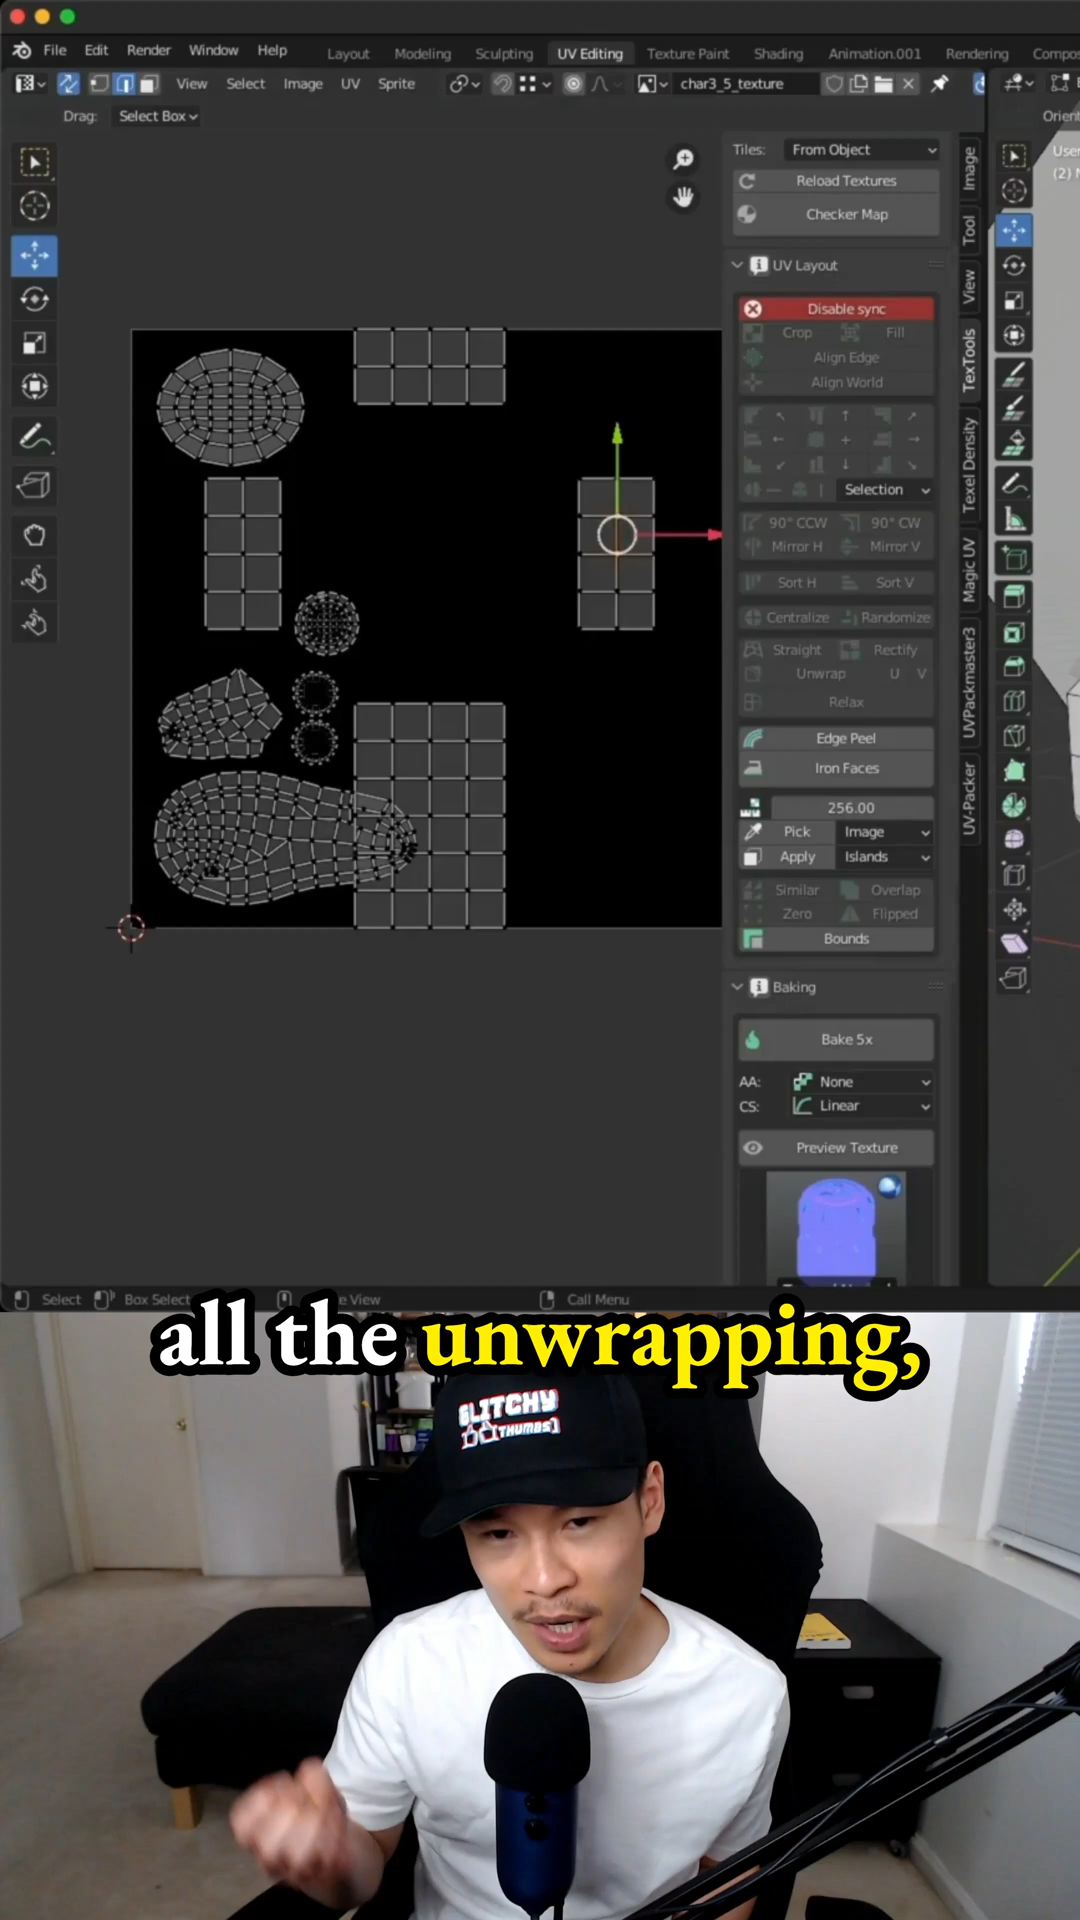 File Edit Render Window Help Layout Modeling Sculpting UV Editing Texture Paint Shading Animation.001 Rendering
View Select Image UV Sprite char3_5_texture
Drag: Select Box
Tiles: From Object
Reload Textures
Checker Map
UV Layout
Disable sync
Crop Fill
Align Edge
Align World
Selection
90° CCW 90° CW
Mirror H Mirror V
Sort H Sort V
Centralize Randomize
Straight Rectify
Unwrap U V
Relax
Edge Peel
Iron Faces
256.00
Pick Image
Apply Islands
Similar Overlap
Zero Flipped
Bounds
Baking
Bake 5x
AA: None
CS: Linear
Preview Texture
Image
Tool
View
TexTools
Texel Density
Magic UV
UVPackmaster3
UV-Packer
Select Box Select View Call Menu
all the unwrapping,
GLITCHY
THUMBS]